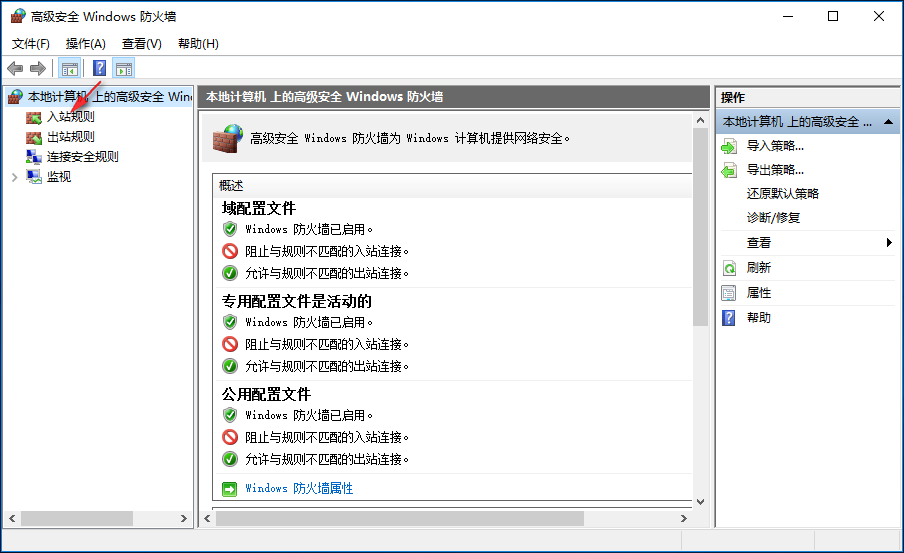 高级安全 Windows 防火墙
文件(F) 操作(A) 查看(V) 帮助(H)
本地计算机 上的高级安全 Win
入站规则
出站规则
连接安全规则
监视
本地计算机 上的高级安全 Windows 防火墙
高级安全 Windows 防火墙为 Windows 计算机提供网络安全。
概述
域配置文件
Windows 防火墙已启用。
阻止与规则不匹配的入站连接。
允许与规则不匹配的出站连接。
专用配置文件是活动的
Windows 防火墙已启用。
阻止与规则不匹配的入站连接。
允许与规则不匹配的出站连接。
公用配置文件
Windows 防火墙已启用。
阻止与规则不匹配的入站连接。
允许与规则不匹配的出站连接。
Windows 防火墙属性
操作
本地计算机 上的高级安全 ...
导入策略...
导出策略...
还原默认策略
诊断/修复
查看
刷新
属性
帮助